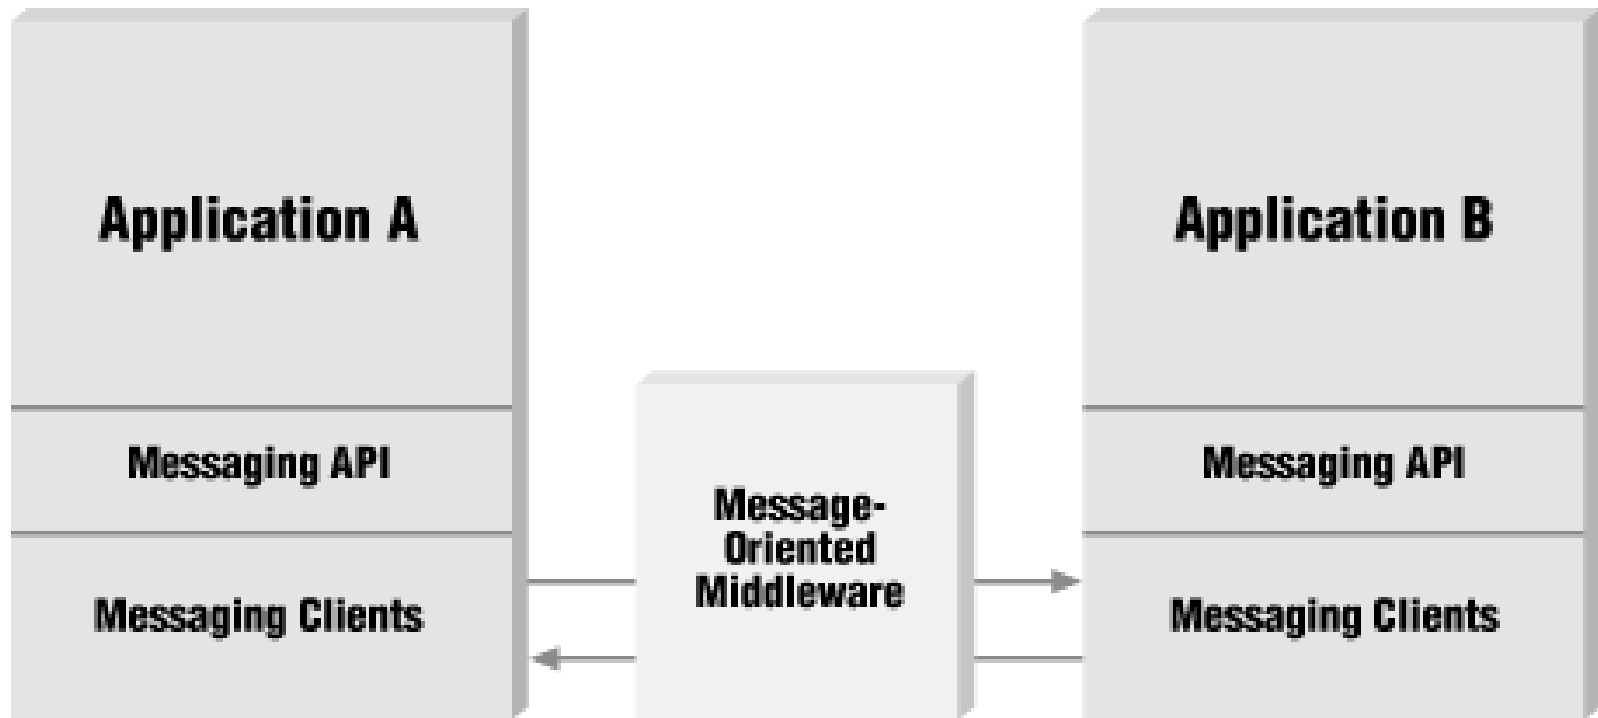 Application A
Messaging API
Messaging Clients
Message-
Oriented
Middleware
Application B
Messaging API
Messaging Clients